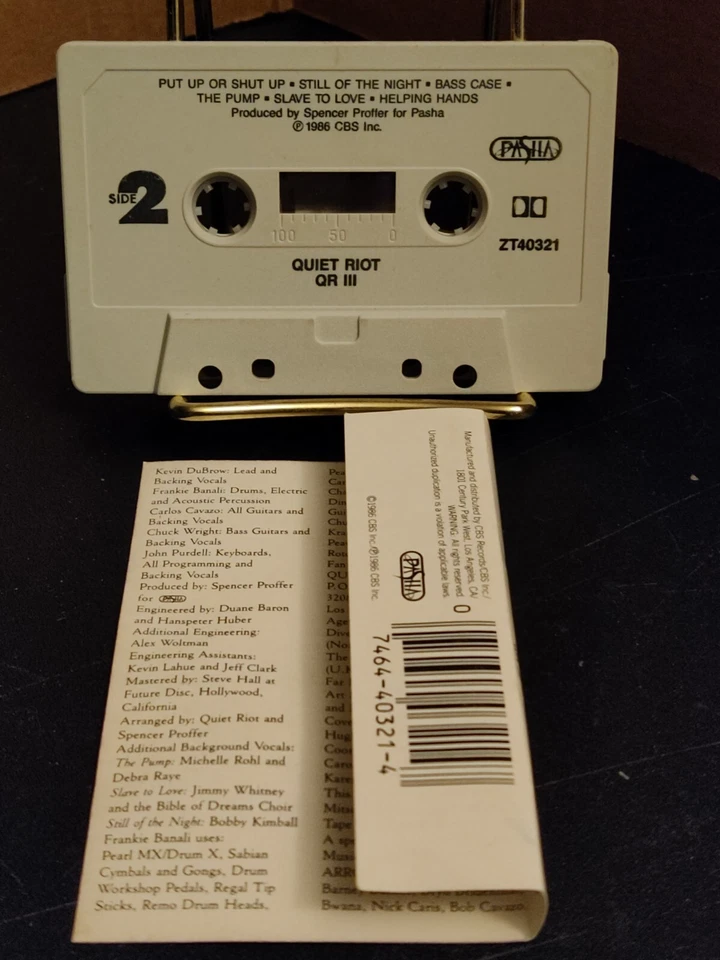 PUT UP OR SHUT UP ▪ STILL OF THE NIGHT ▪ BASS CASE ▪
THE PUMP ▪ SLAVE TO LOVE ▪ HELPING HANDS
Produced by Spencer Proffer for Pasha
℗ 1986 CBS Inc.
PASHA
SIDE 2
100 50 0
ZT40321
QUIET RIOT
QR III
Kevin DuBrow: Lead and
Backing Vocals
Frankie Banali: Drums, Electric
and Acoustic Percussion
Carlos Cavazo: All Guitars and
Backing Vocals
Chuck Wright: Bass Guitars and
Backing Vocals
John Purdell: Keyboards,
All Programming and
Backing Vocals
Produced by: Spencer Proffer
for PASHA
Engineered by: Duane Baron
and Hanspeter Huber
Additional Engineering:
Alex Woltman
Engineering Assistants:
Kevin Lahue and Jeff Clark
Mastered by: Steve Hall at
Future Disc, Hollywood,
California
Arranged by: Quiet Riot and
Spencer Proffer
Additional Background Vocals:
The Pump: Michelle Rohl and
Debra Raye
Slave to Love: Jimmy Whitney
and the Bible of Dreams Choir
Still of the Night: Bobby Kimball
Frankie Banali uses:
Pearl MX/Drum X, Sabian
Cymbals and Gongs, Drum
Workshop Pedals, Regal Tip
Sticks, Remo Drum Heads,
Bwana, Nick Caris, Bob Cavazo
Manufactured and distributed by CBS Records/CBS Inc./
1801 Century Park West, Los Angeles, CA/
WARNING: All rights reserved.
Unauthorized duplication is a violation of applicable laws.
© 1986 CBS Inc./℗ 1986 CBS Inc.
PASHA
0
7464-40321-4